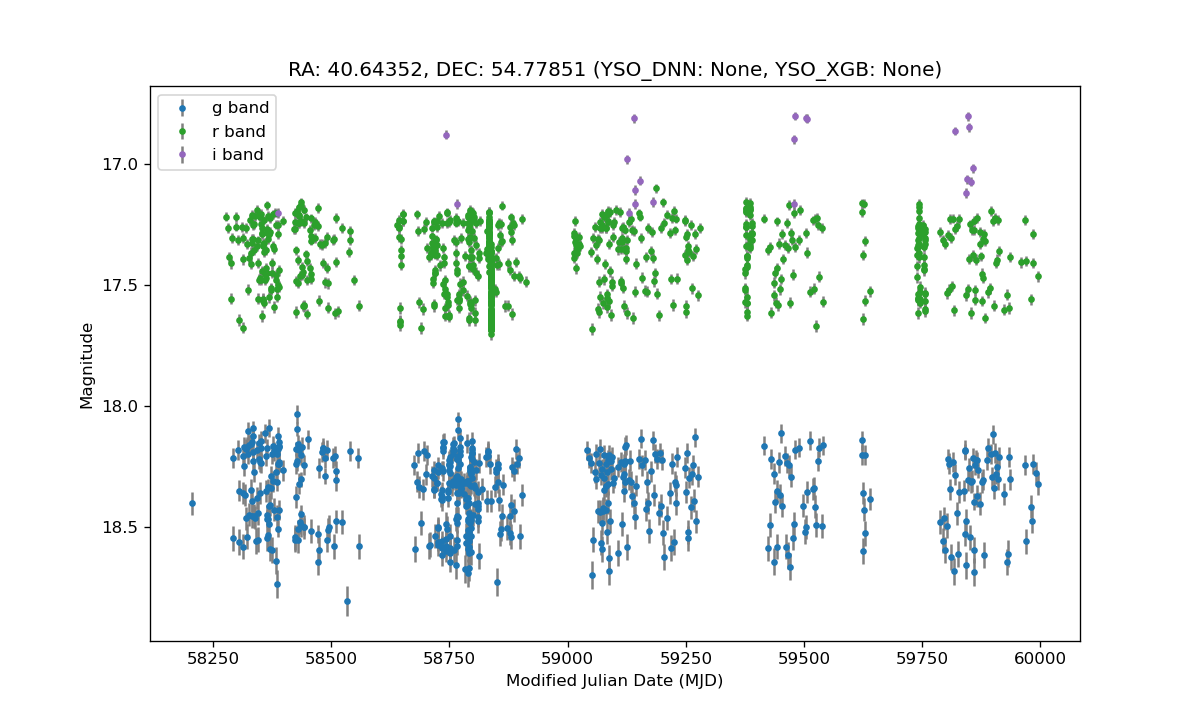 RA: 40.64352, DEC: 54.77851 (YSO_DNN: None, YSO_XGB: None)
g band
r band
i band
17.0
17.5
18.0
18.5
Magnitude
58250 58500 58750 59000 59250 59500 59750 60000
Modified Julian Date (MJD)